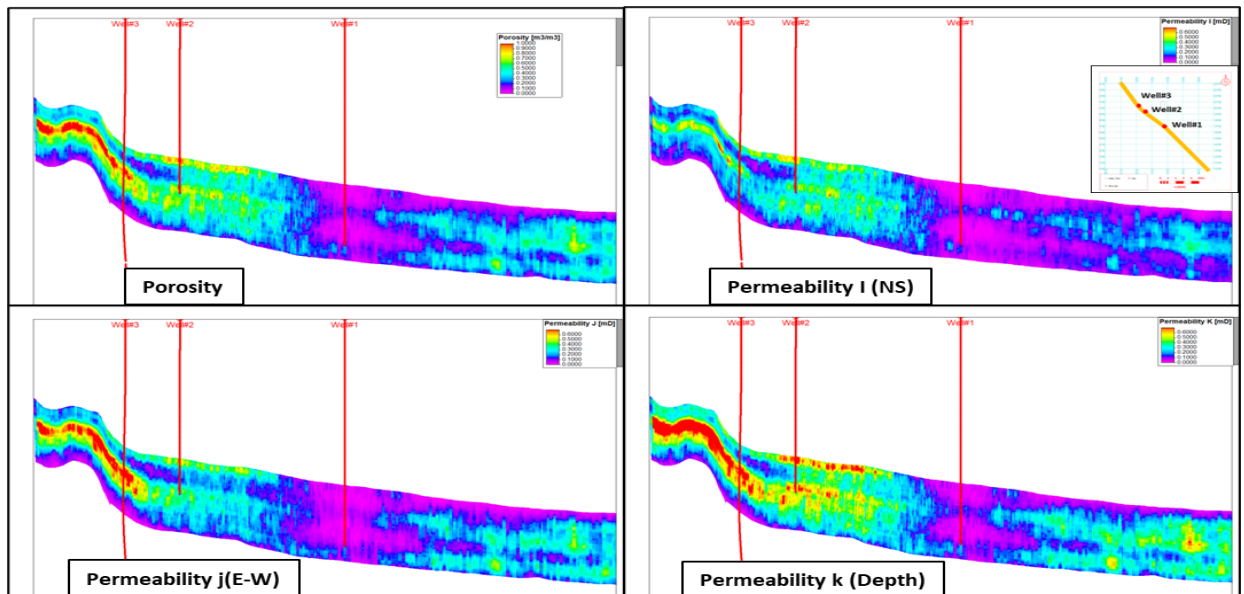 Well#3
Well#2
Well#1
Porosity [m3/m3]
1.0000
0.9000
0.8000
0.7000
0.6000
0.5000
0.4000
0.3000
0.2000
0.1000
0.0000
Porosity
Well#3
Well#2
Well#1
Permeability I [mD]
0.6000
0.5000
0.4000
0.3000
0.2000
0.1000
0.0000
Well#3
Well#2
Well#1
Permeability I (NS)
Well#3
Well#2
Well#1
Permeability J [mD]
0.6000
0.5000
0.4000
0.3000
0.2000
0.1000
0.0000
Permeability j(E-W)
Well#3
Well#2
Well#1
Permeability K [mD]
0.6000
0.5000
0.4000
0.3000
0.2000
0.1000
0.0000
Permeability k (Depth)